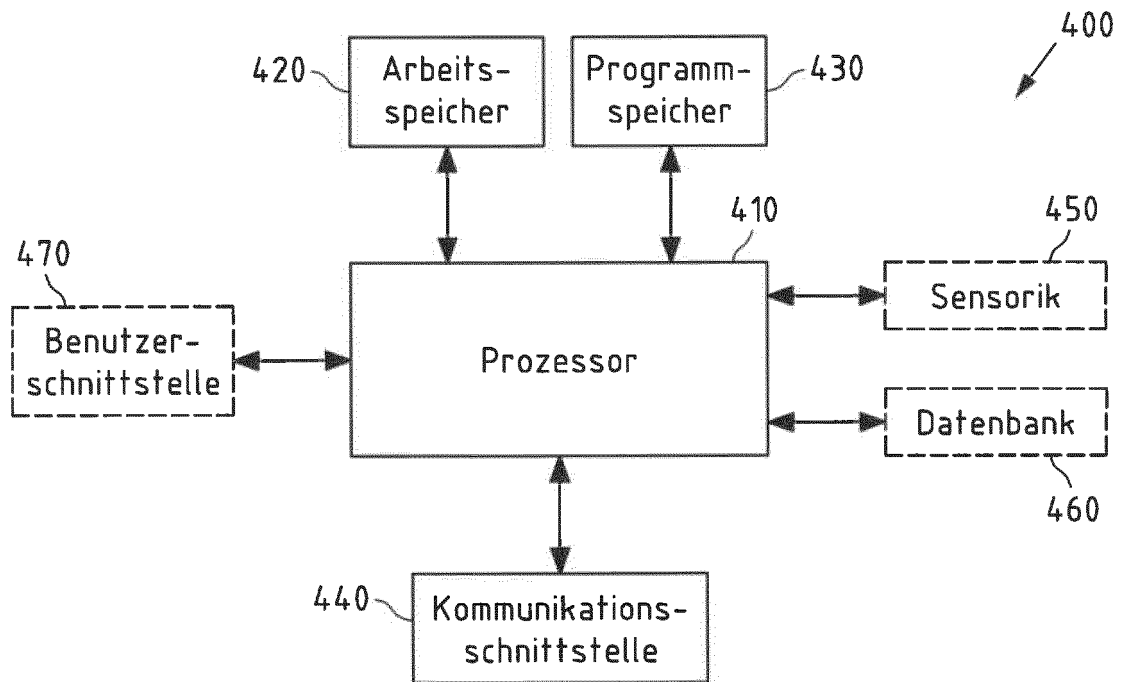 400
420
Arbeits-
speicher
Programm-
speicher
430
410
450
470
Benutzer-
schnittstelle
Prozessor
Sensorik
Datenbank
460
440
Kommunikations-
schnittstelle